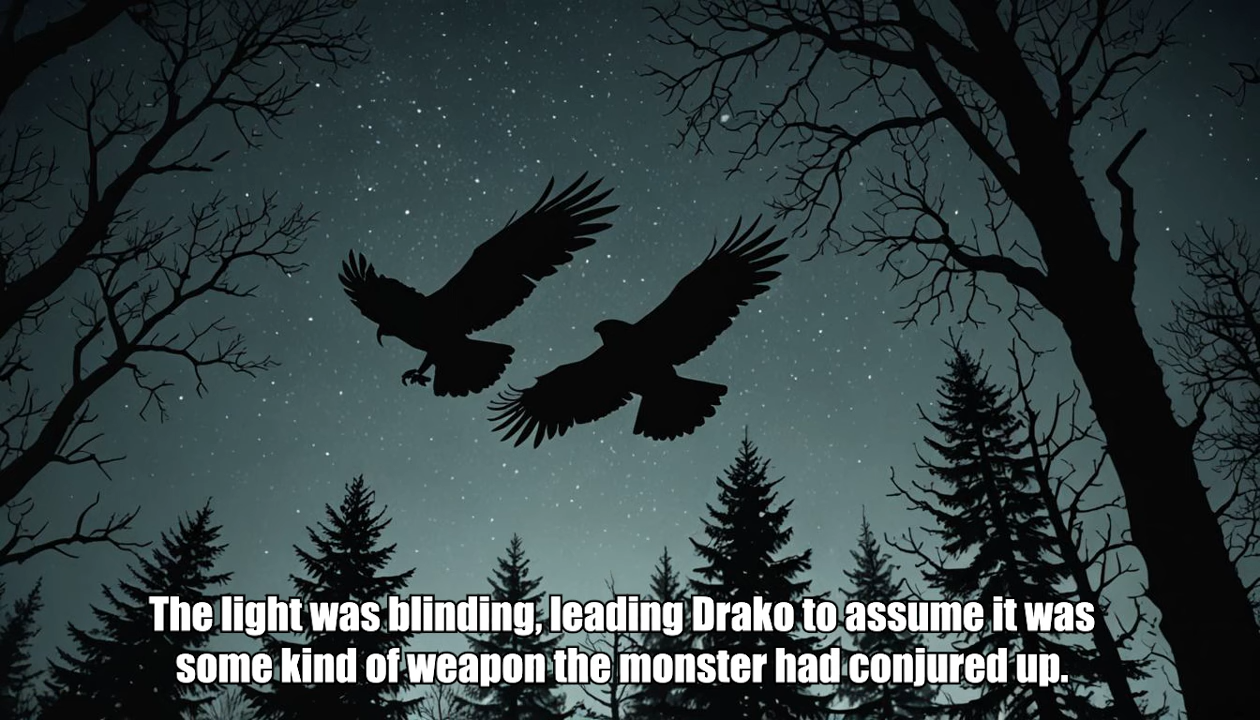 The light was blinding, leading Drako to assume it was
some kind of weapon the monster had conjured up.